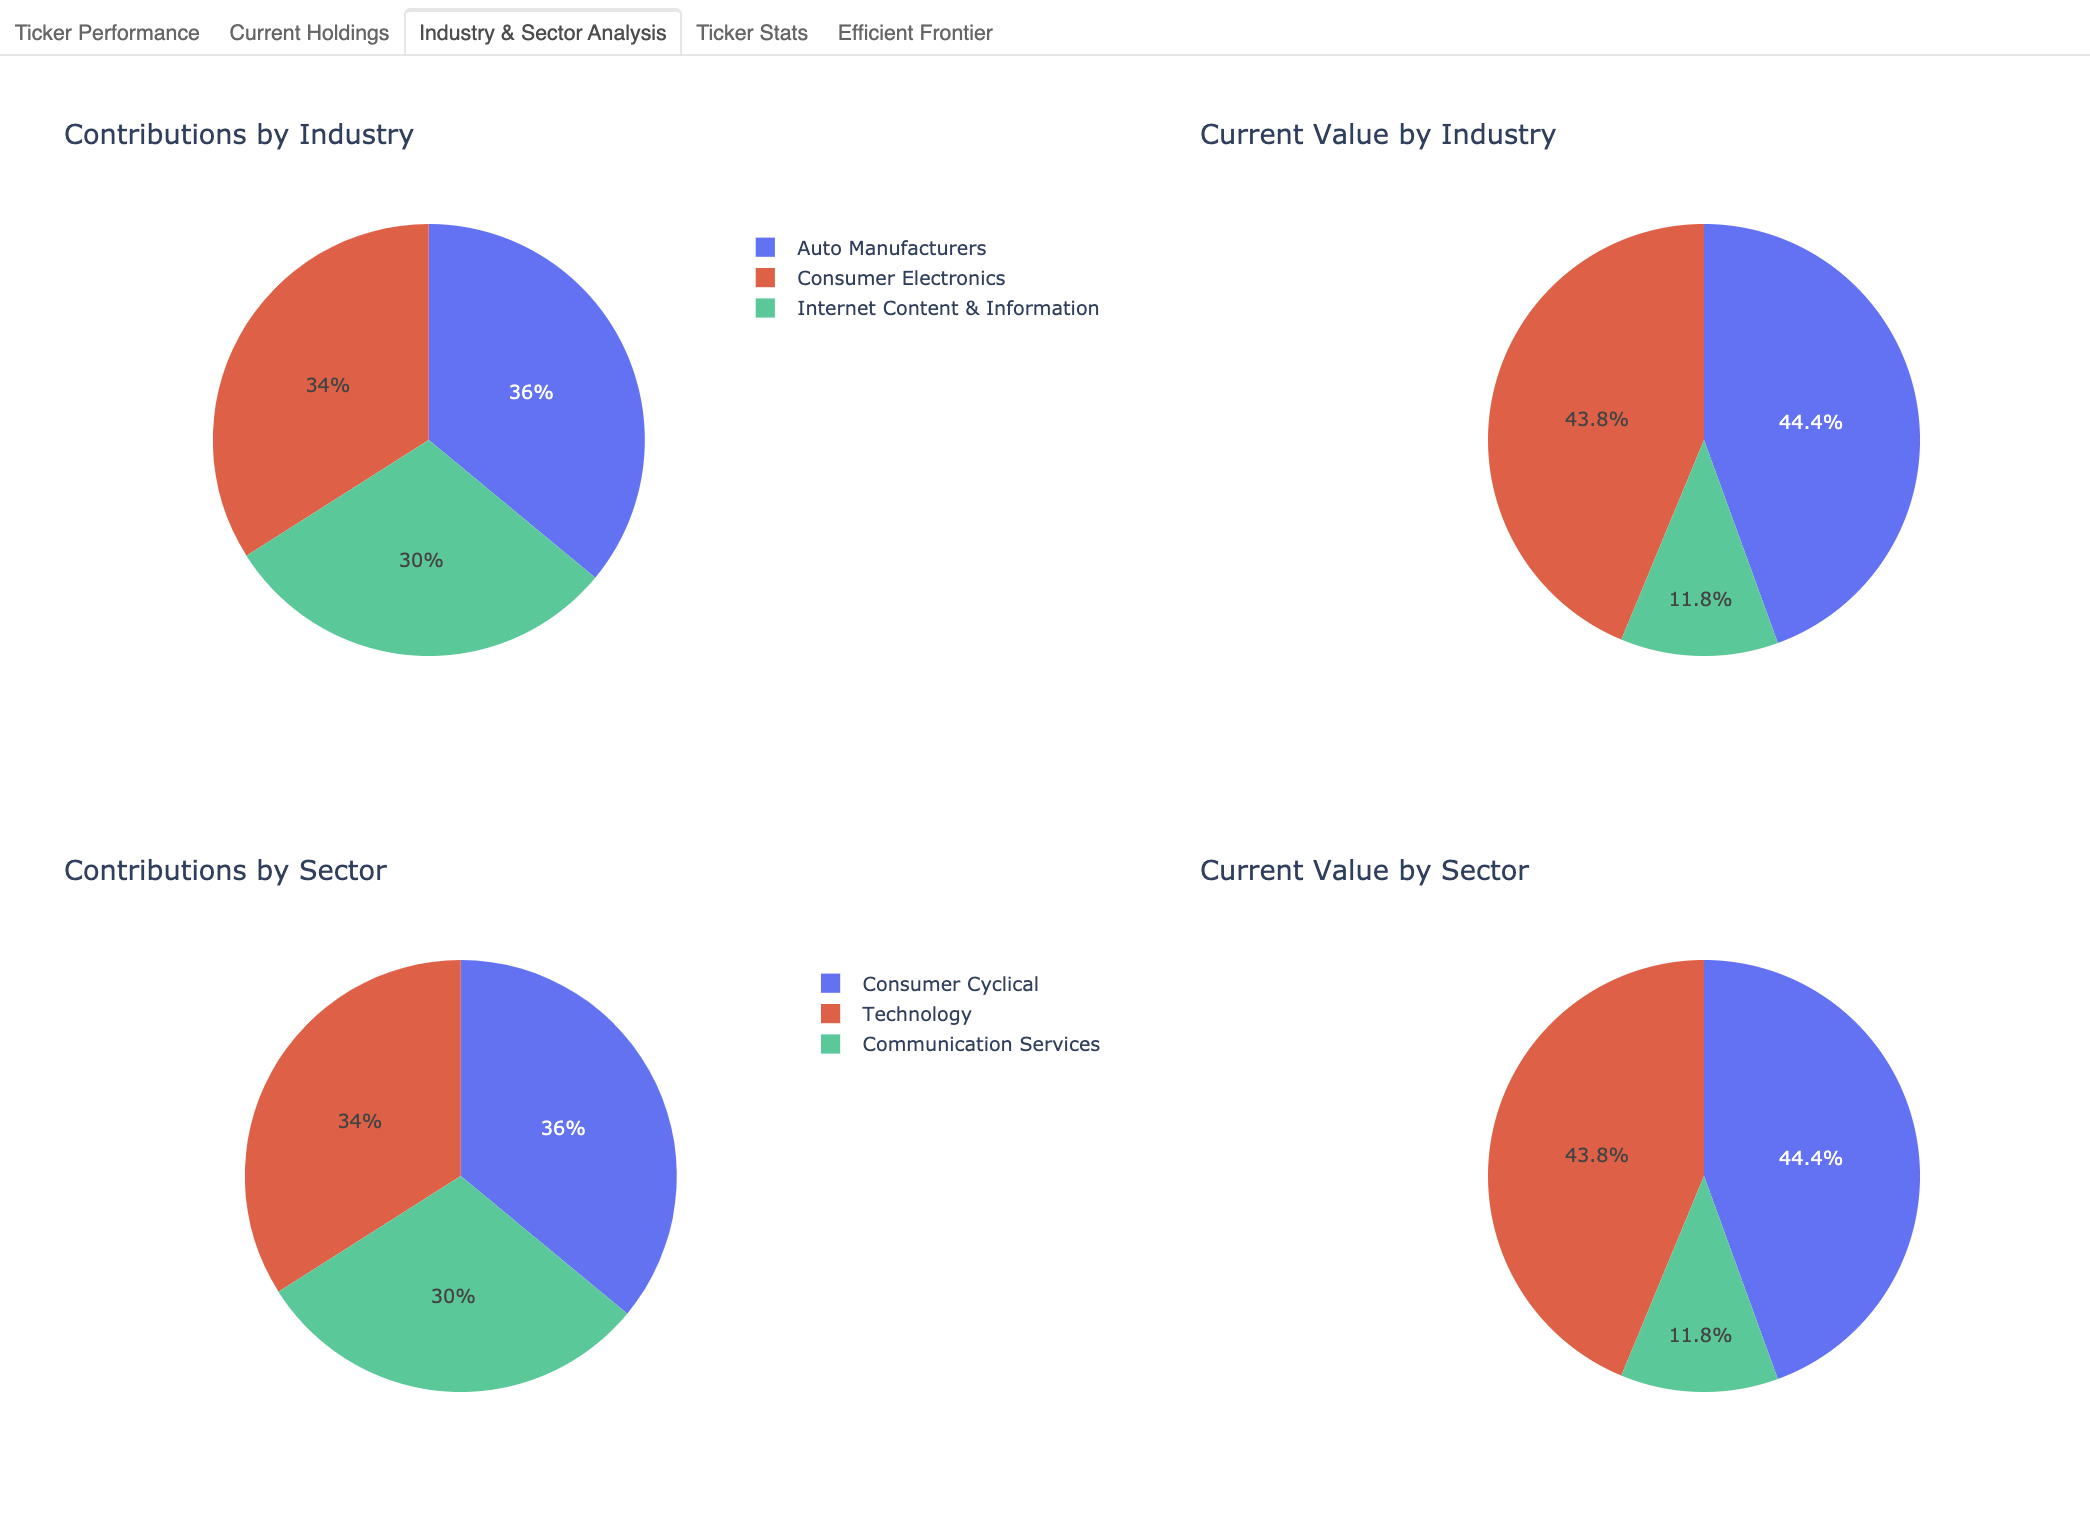 Ticker Performance Current Holdings Industry & Sector Analysis Ticker Stats Efficient Frontier
Contributions by Industry
34%
36%
30%
Auto Manufacturers
Consumer Electronics
Internet Content & Information
Current Value by Industry
43.8%
44.4%
11.8%
Contributions by Sector
34%
36%
30%
Consumer Cyclical
Technology
Communication Services
Current Value by Sector
43.8%
44.4%
11.8%